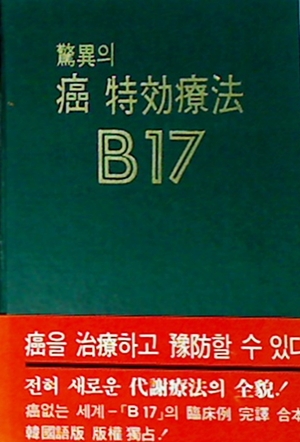 驚異의
癌 特効療法
B17
癌을 治療하고 豫防할 수 있다
전혀 새로운 代謝療法의 全貌!
癌없는 세계-「B17」의 臨床例 完譯 合本
韓國語版 版權 獨占!